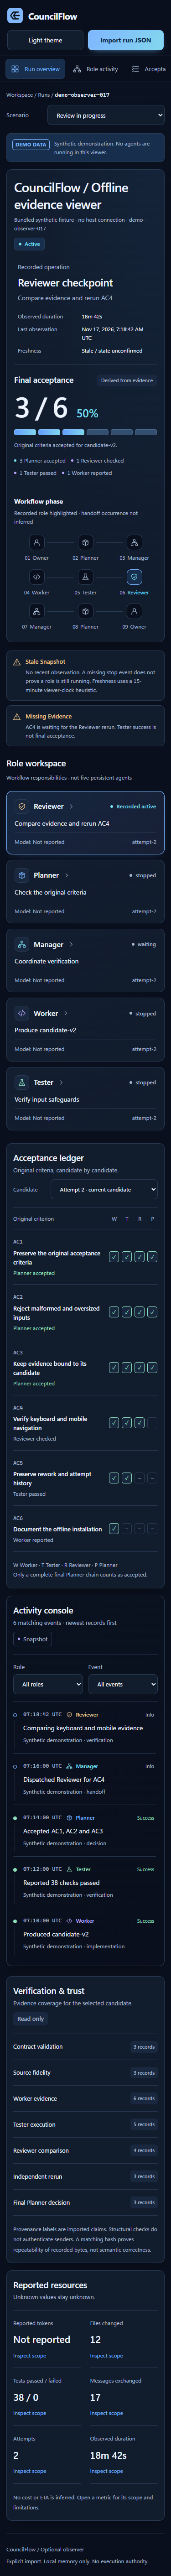 CouncilFlow
Light theme
Import run JSON
Run overview
Role activity
Accepta
Workspace / Runs / demo-observer-017
Scenario
Review in progress
DEMO DATA
Synthetic demonstration. No agents are
running in this viewer.
CouncilFlow / Offline
evidence viewer
Bundled synthetic fixture · no host connection · demo-
observer-017
Active
Recorded operation
Reviewer checkpoint
Compare evidence and rerun AC4
Observed duration
18m 42s
Last observation
Nov 17, 2026, 7:18:42 AM
UTC
Freshness
Stale / state unconfirmed
Final acceptance
Derived from evidence
3 / 6 50%
Original criteria accepted for candidate-v2.
3 Planner accepted
1 Reviewer checked
1 Tester passed
1 Worker reported
Workflow phase
Recorded role highlighted · handoff occurrence not
inferred
01 Owner
02 Planner
03 Manager
04 Worker
05 Tester
06 Reviewer
07 Manager
08 Planner
09 Owner
Stale Snapshot
No recent observation. A missing stop event does not
prove a role is still running. Freshness uses a 15-
minute viewer-clock heuristic.
Missing Evidence
AC4 is waiting for the Reviewer rerun. Tester success is
not final acceptance.
Role workspace
Workflow responsibilities · not five persistent agents
Reviewer
Recorded active
Compare evidence and rerun AC4
Model: Not reported
attempt-2
Planner
stopped
Check the original criteria
Model: Not reported
attempt-2
Manager
waiting
Coordinate verification
Model: Not reported
attempt-2
Worker
stopped
Produce candidate-v2
Model: Not reported
attempt-2
Tester
stopped
Verify input safeguards
Model: Not reported
attempt-2
Acceptance ledger
Original criteria, candidate by candidate.
Candidate
Attempt 2 · current candidate
Original criterion
W T R P
AC1
Preserve the original acceptance
criteria
Planner accepted
AC2
Reject malformed and oversized
inputs
Planner accepted
AC3
Keep evidence bound to its
candidate
Planner accepted
AC4
Verify keyboard and mobile
navigation
Reviewer checked
AC5
Preserve rework and attempt
history
Tester passed
AC6
Document the offline installation
Worker reported
W Worker · T Tester · R Reviewer · P Planner
Only a complete final Planner chain counts as accepted.
Activity console
6 matching events · newest records first
Snapshot
Role
Event
All roles
All events
07:18:42 UTC
Reviewer
Info
Comparing keyboard and mobile evidence
Synthetic demonstration · verification
07:16:00 UTC
Manager
Info
Dispatched Reviewer for AC4
Synthetic demonstration · handoff
07:14:00 UTC
Planner
Success
Accepted AC1, AC2 and AC3
Synthetic demonstration · decision
07:12:00 UTC
Tester
Success
Reported 38 checks passed
Synthetic demonstration · verification
07:10:00 UTC
Worker
Success
Produced candidate-v2
Synthetic demonstration · implementation
Verification & trust
Evidence coverage for the selected candidate.
Read only
Contract validation
3 records
Source fidelity
3 records
Worker evidence
6 records
Tester execution
5 records
Reviewer comparison
4 records
Independent rerun
3 records
Final Planner decision
3 records
Provenance labels are imported claims. Structural checks do
not authenticate senders. A matching hash proves
repeatability of recorded bytes, not semantic correctness.
Reported resources
Unknown values stay unknown.
Reported tokens
Not reported
Inspect scope
Files changed
12
Inspect scope
Tests passed / failed
38 / 0
Inspect scope
Messages exchanged
17
Inspect scope
Attempts
2
Inspect scope
Observed duration
18m 42s
Inspect scope
No cost or ETA is inferred. Open a metric for its scope and
limitations.
CouncilFlow / Optional observer
Explicit import. Local memory only. No execution authority.